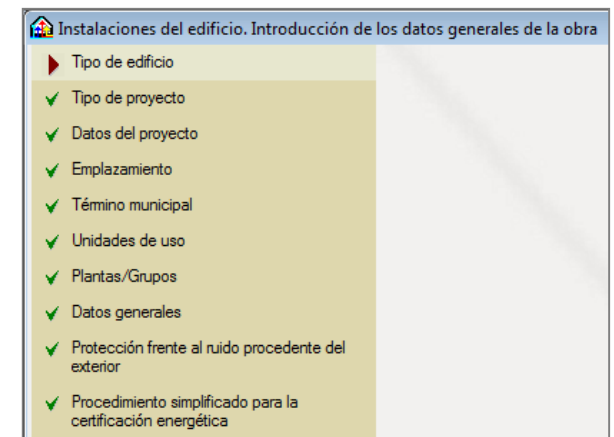 Instalaciones del edificio. Introducción de los datos generales de la obra
Tipo de edificio
Tipo de proyecto
Datos del proyecto
Emplazamiento
Término municipal
Unidades de uso
Plantas/Grupos
Datos generales
Protección frente al ruido procedente del
exterior
Procedimiento simplificado para la
certificación energética